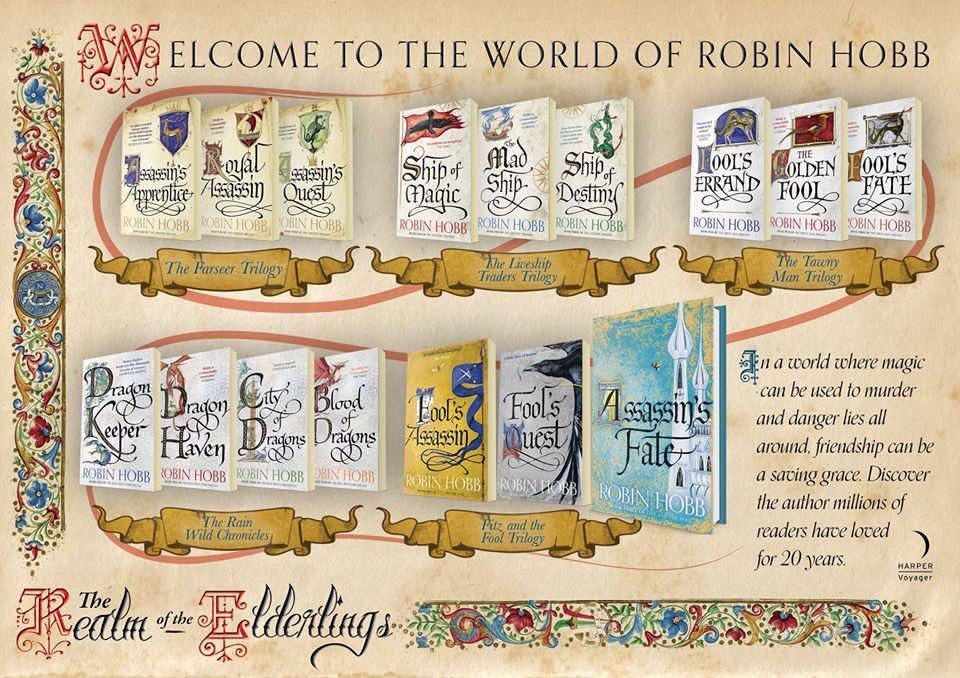 WELCOME TO THE WORLD OF ROBIN HOBB
Assassin's
Apprentice
ROBIN HOBB
Royal
Assassin
ROBIN HOBB
Assassin's
Quest
ROBIN HOBB
Ship of
Magic
ROBIN HOBB
The
Mad
Ship
ROBIN HOBB
Ship of
Destiny
ROBIN HOBB
FOOL'S
ERRAND
ROBIN HOBB
THE
GOLDEN
FOOL
ROBIN HOBB
FOOL'S
FATE
ROBIN HOBB
The Farseer Trilogy
The Liveship
Traders Trilogy
The Tawny
Man Trilogy
Dragon
Keeper
ROBIN HOBB
Dragon
Haven
ROBIN HOBB
City
of
Dragons
ROBIN HOBB
Blood
of
Dragons
ROBIN HOBB
Fool's
Assassin
ROBIN HOBB
Fool's
Quest
ROBIN HOBB
Assassin's
Fate
ROBIN HOBB
The Rain
Wild Chronicles
Fitz and the
Fool Trilogy
In a world where magic
can be used to murder
and danger lies all
around, friendship can be
a saving grace. Discover
the author millions of
readers have loved
for 20 years.
HARPER
Voyager
The
Realm of the Elderlings